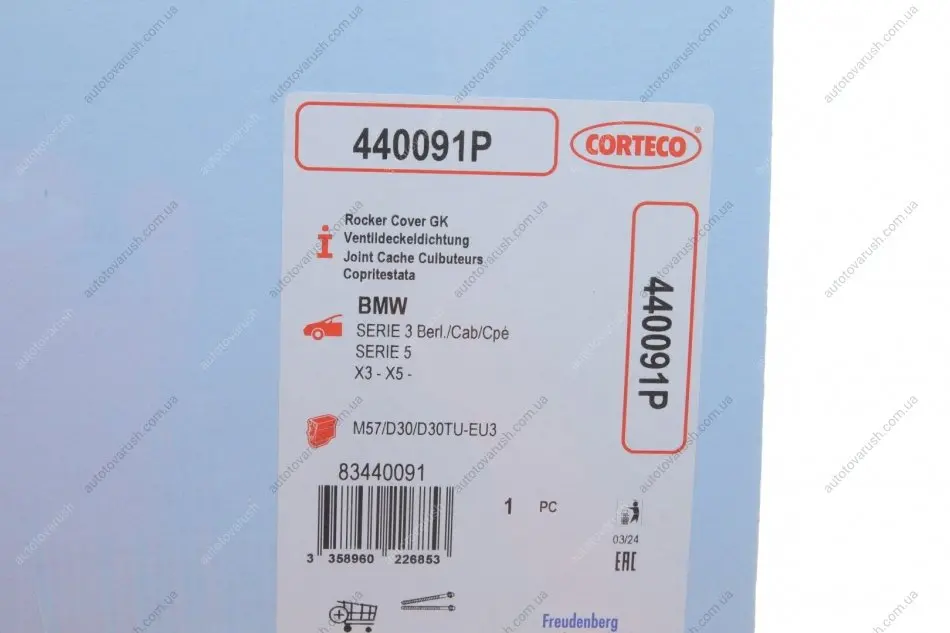 440091P
CORTECO®
Rocker Cover GK
Ventildeckeldichtung
Joint Cache Culbuteurs
Copritestata
BMW
SERIE 3 Berl./Cab/Cpé
SERIE 5
X3 - X5 -
440091P
M57/D30/D30TU-EU3
83440091
1 PC
3 358960 226853
03/24
EAC
Freudenberg
autotovarush.com.ua